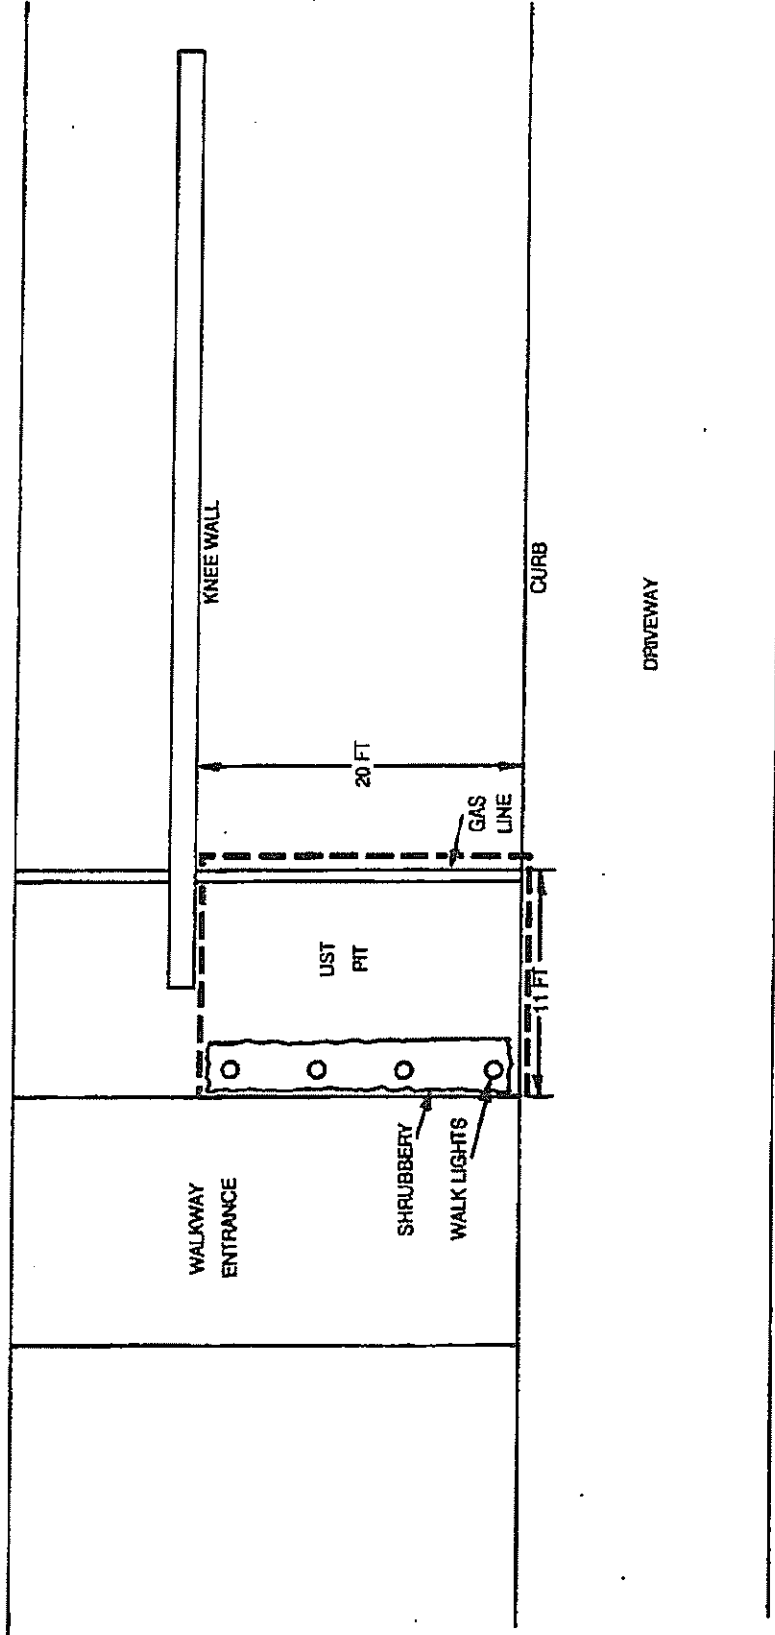 KNEE WALL
CURB
DRIVEWAY
20 FT
GAS
LINE
UST
PIT
11 FT
SHRUBBERY
WALK LIGHTS
WALKWAY
ENTRANCE